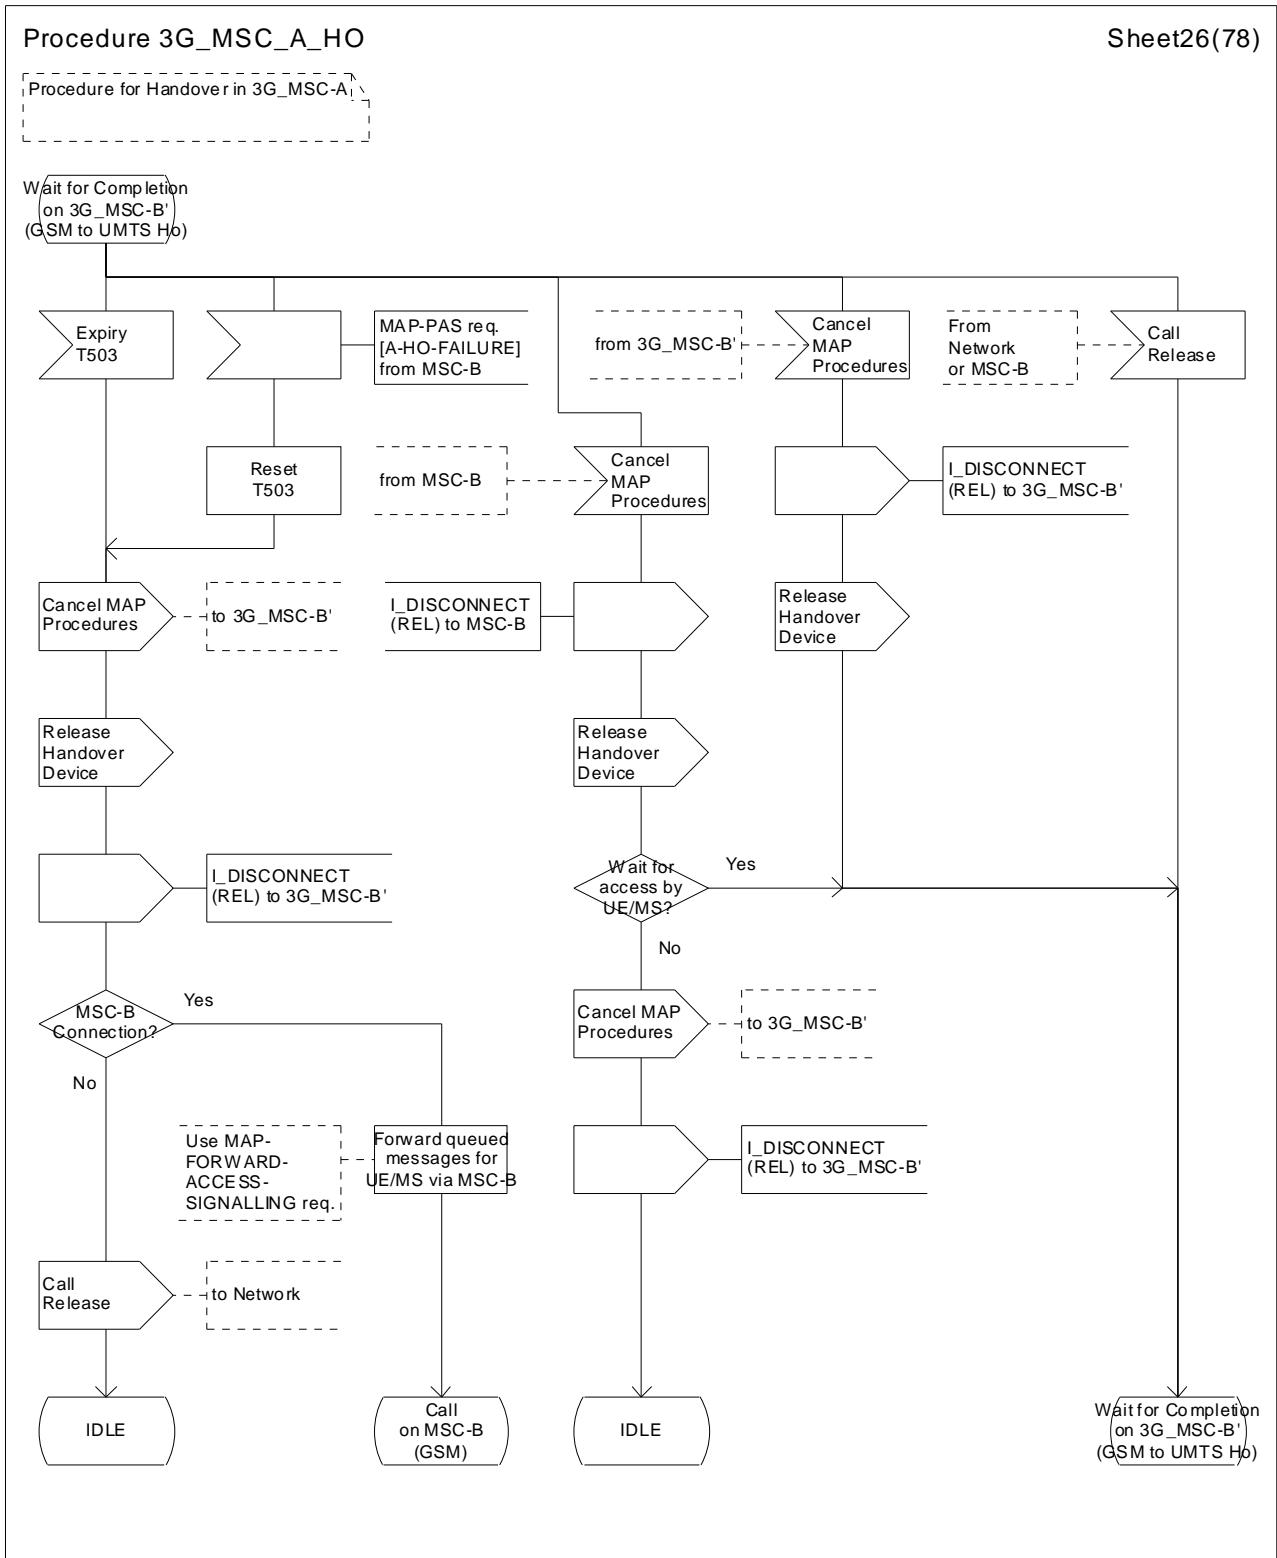 Procedure 3G_MSC_A_HO
Sheet26(78)
Procedure for Handover in 3G_MSC-A
Wait for Completion
on 3G_MSC-B'
(GSM to UMTS Ho)
Expiry
T503
MAP-PAS req.
[A-HO-FAILURE]
from MSC-B
from 3G_MSC-B'
Cancel
MAP
Procedures
From
Network
or MSC-B
Call
Release
Reset
T503
from MSC-B
Cancel
MAP
Procedures
I_DISCONNECT
(REL) to 3G_MSC-B'
Cancel MAP
Procedures
to 3G_MSC-B'
I_DISCONNECT
(REL) to MSC-B
Release
Handover
Device
Release
Handover
Device
Release
Handover
Device
I_DISCONNECT
(REL) to 3G_MSC-B'
Wait for
access by
UE/MS?
Yes
No
MSC-B
Connection?
Yes
No
Cancel MAP
Procedures
to 3G_MSC-B'
Use MAP-
FORWARD-
ACCESS-
SIGNALLING req.
Forward queued
messages for
UE/MS via MSC-B
I_DISCONNECT
(REL) to 3G_MSC-B'
Call
Release
to Network
IDLE
Call
on MSC-B
(GSM)
IDLE
Wait for Completion
on 3G_MSC-B'
(GSM to UMTS Ho)